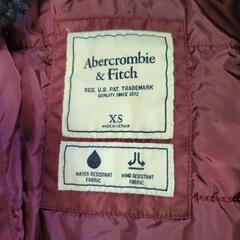 Abercrombie
& Fitch
REG. U.S. PAT. TRADEMARK
QUALITY SINCE 1892
XS
MADE IN VIETNAM
WATER RESISTANT
FABRIC
WIND RESISTANT
FABRIC